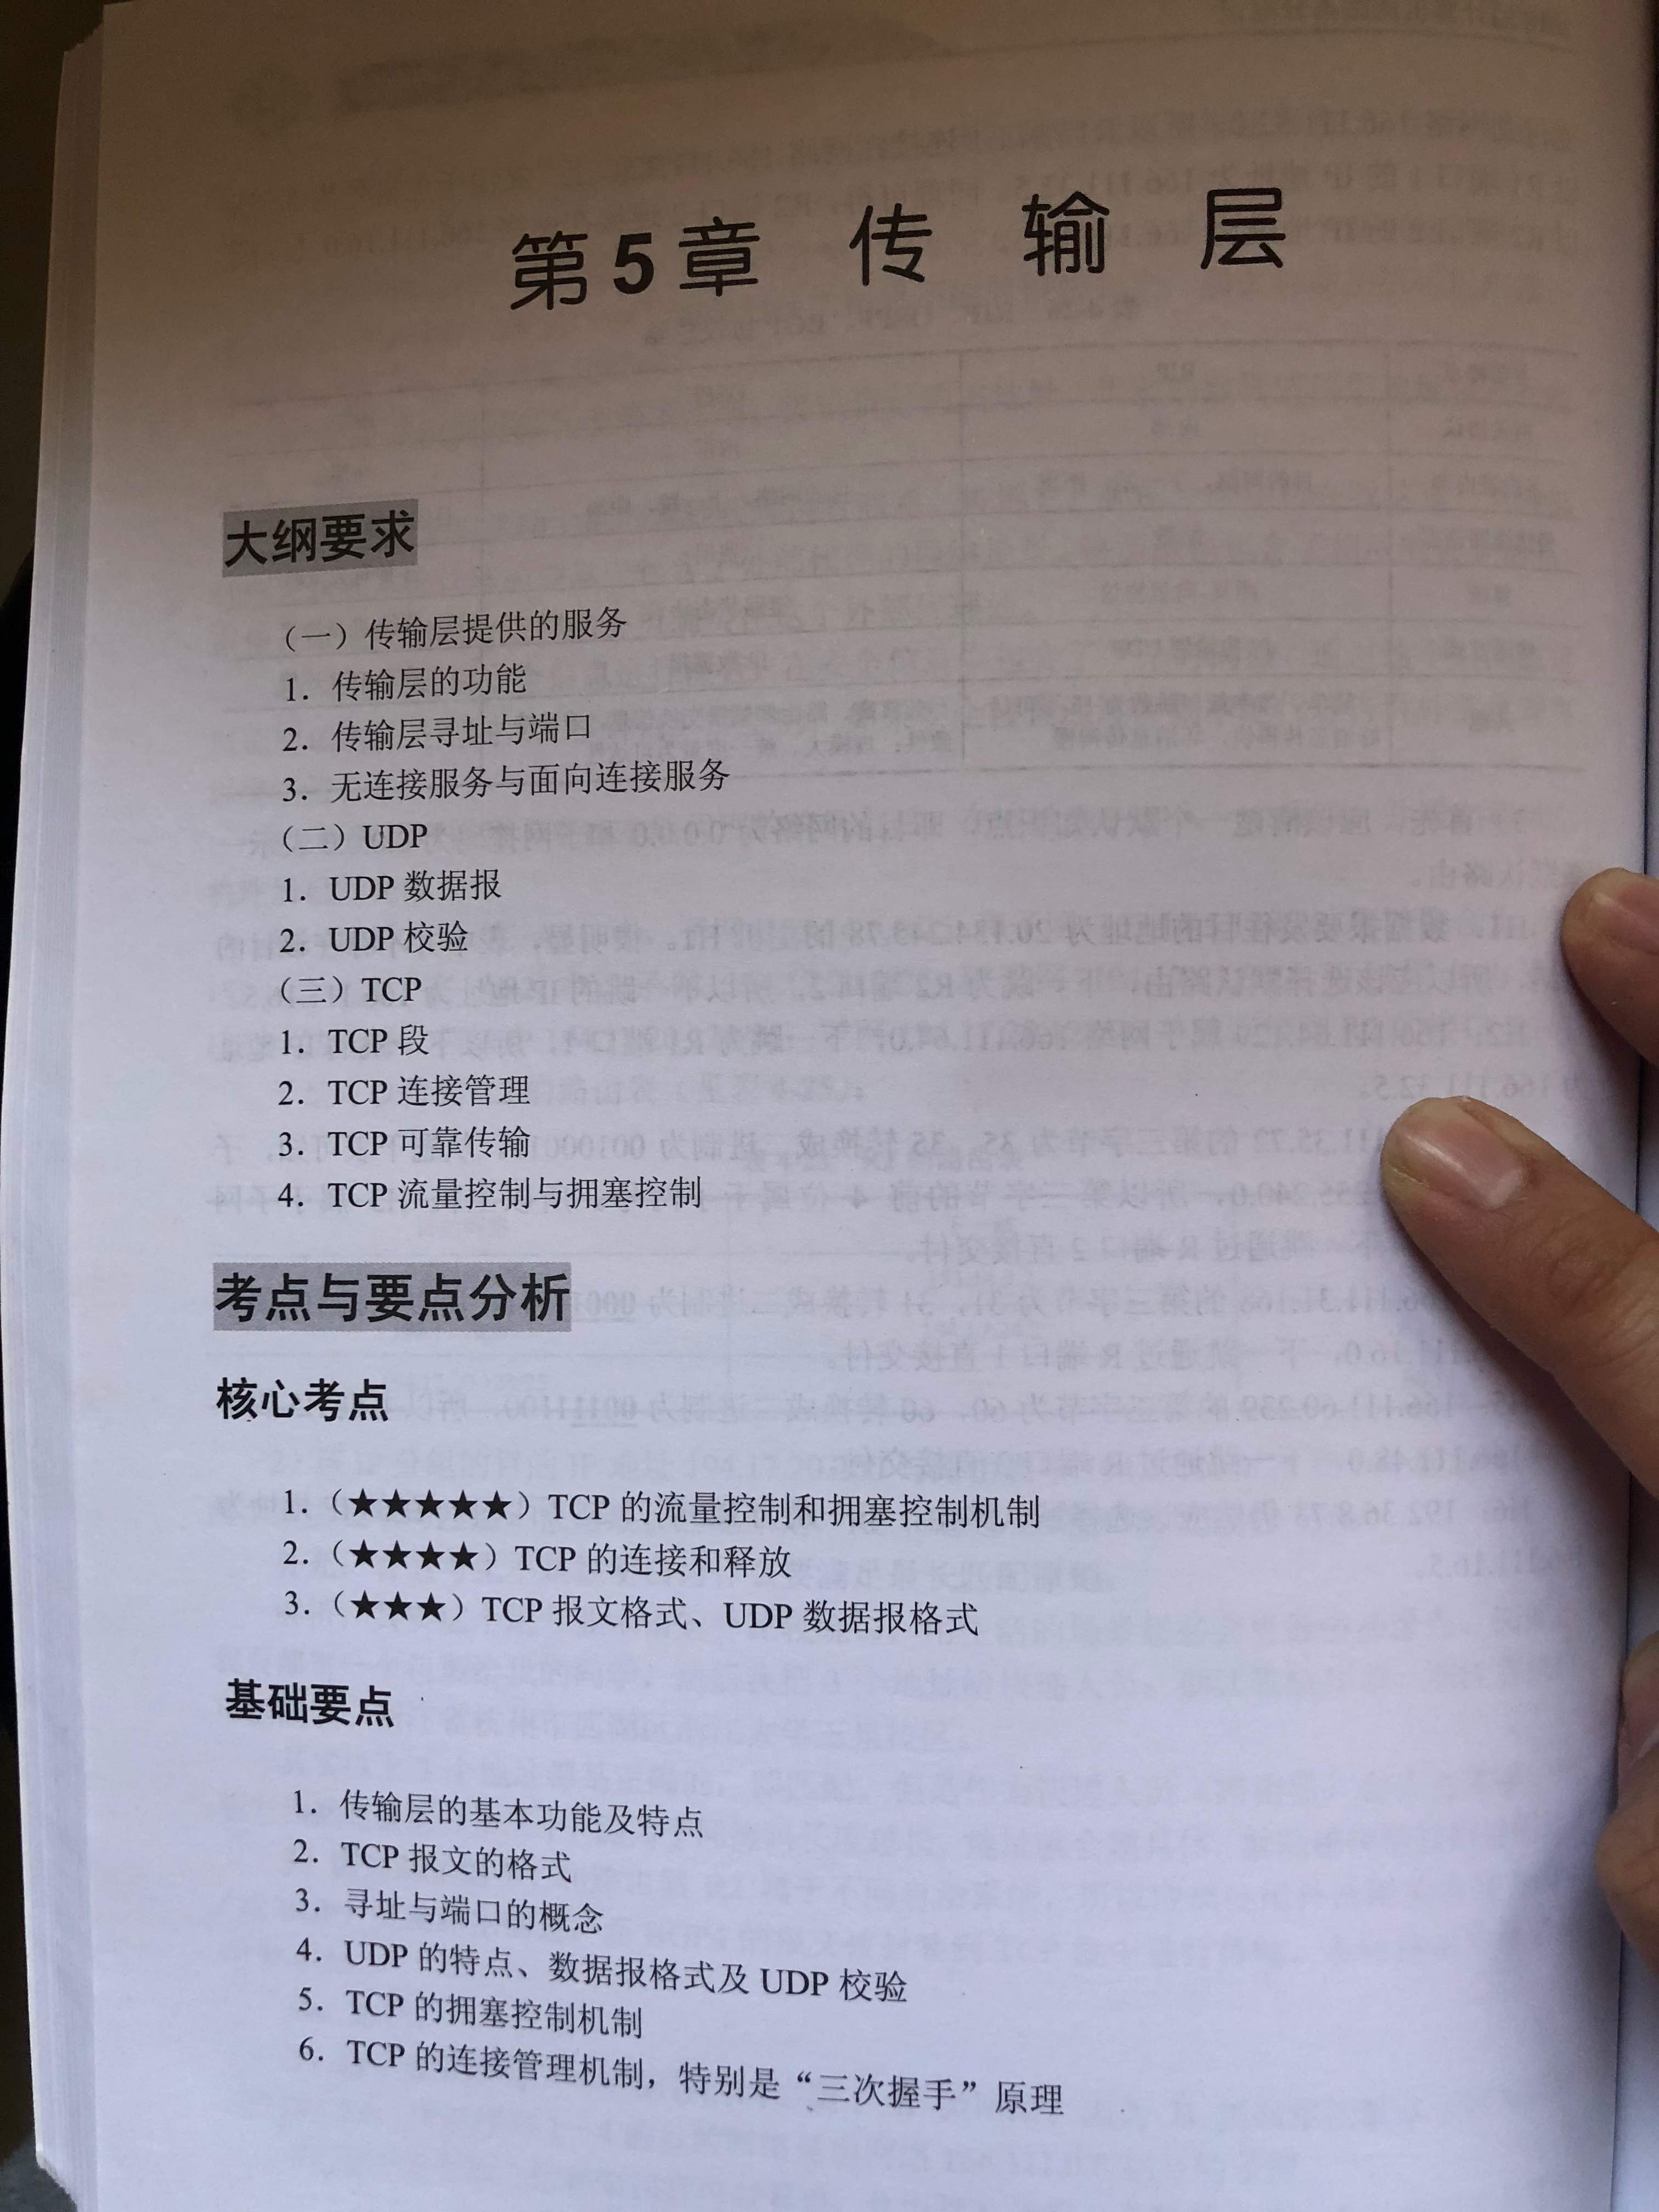 第5章 传 输 层
大纲要求
（一）传输层提供的服务
1. 传输层的功能
2. 传输层寻址与端口
3. 无连接服务与面向连接服务
（二）UDP
1. UDP 数据报
2. UDP 校验
（三）TCP
1. TCP 段
2. TCP 连接管理
3. TCP 可靠传输
4. TCP 流量控制与拥塞控制
考点与要点分析
核心考点
1.（★★★★★）TCP 的流量控制和拥塞控制机制
2.（★★★★）TCP 的连接和释放
3.（★★★）TCP 报文格式、UDP 数据报格式
基础要点
1. 传输层的基本功能及特点
2. TCP 报文的格式
3. 寻址与端口的概念
4. UDP 的特点、数据报格式及 UDP 校验
5. TCP 的拥塞控制机制
6. TCP 的连接管理机制，特别是“三次握手”原理